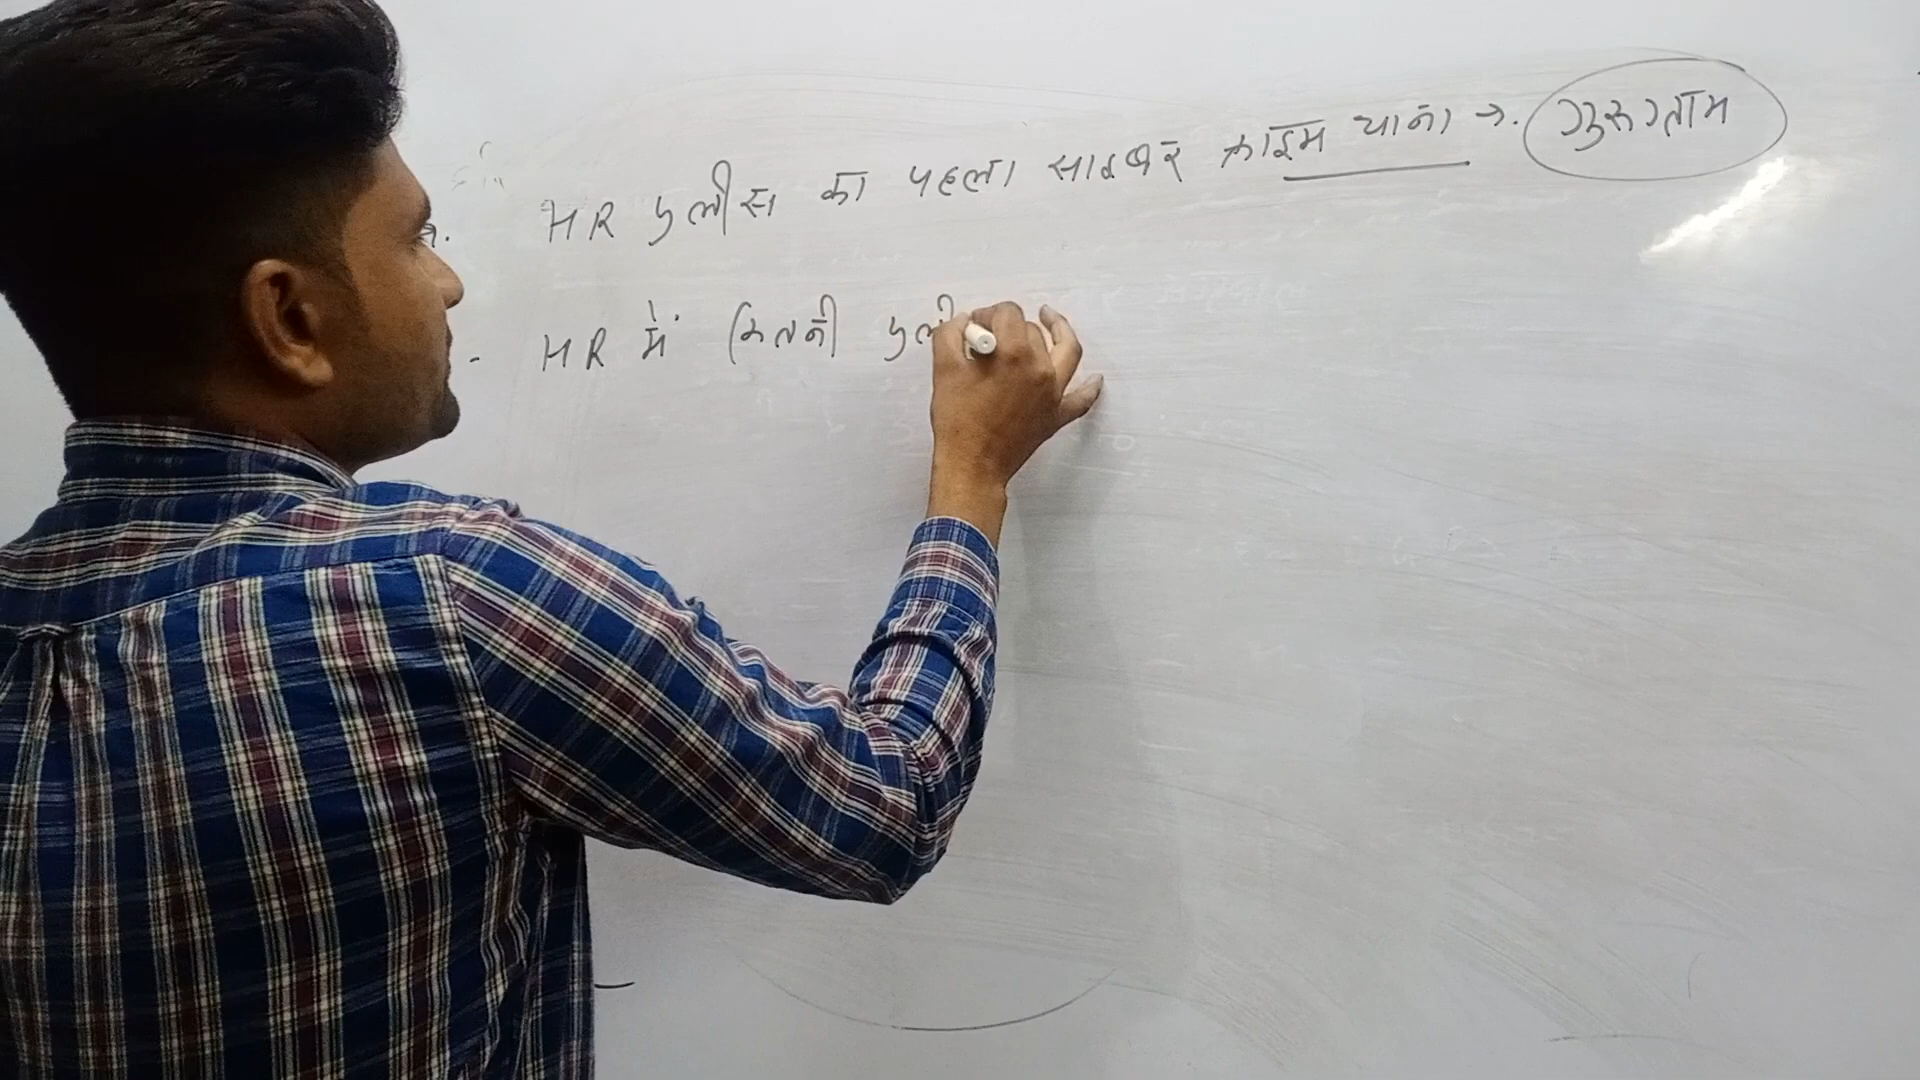 HR पुलीस का पहला साइबर क्राइम थाना →. गुरूग्राम
- HR में कितनी पुली